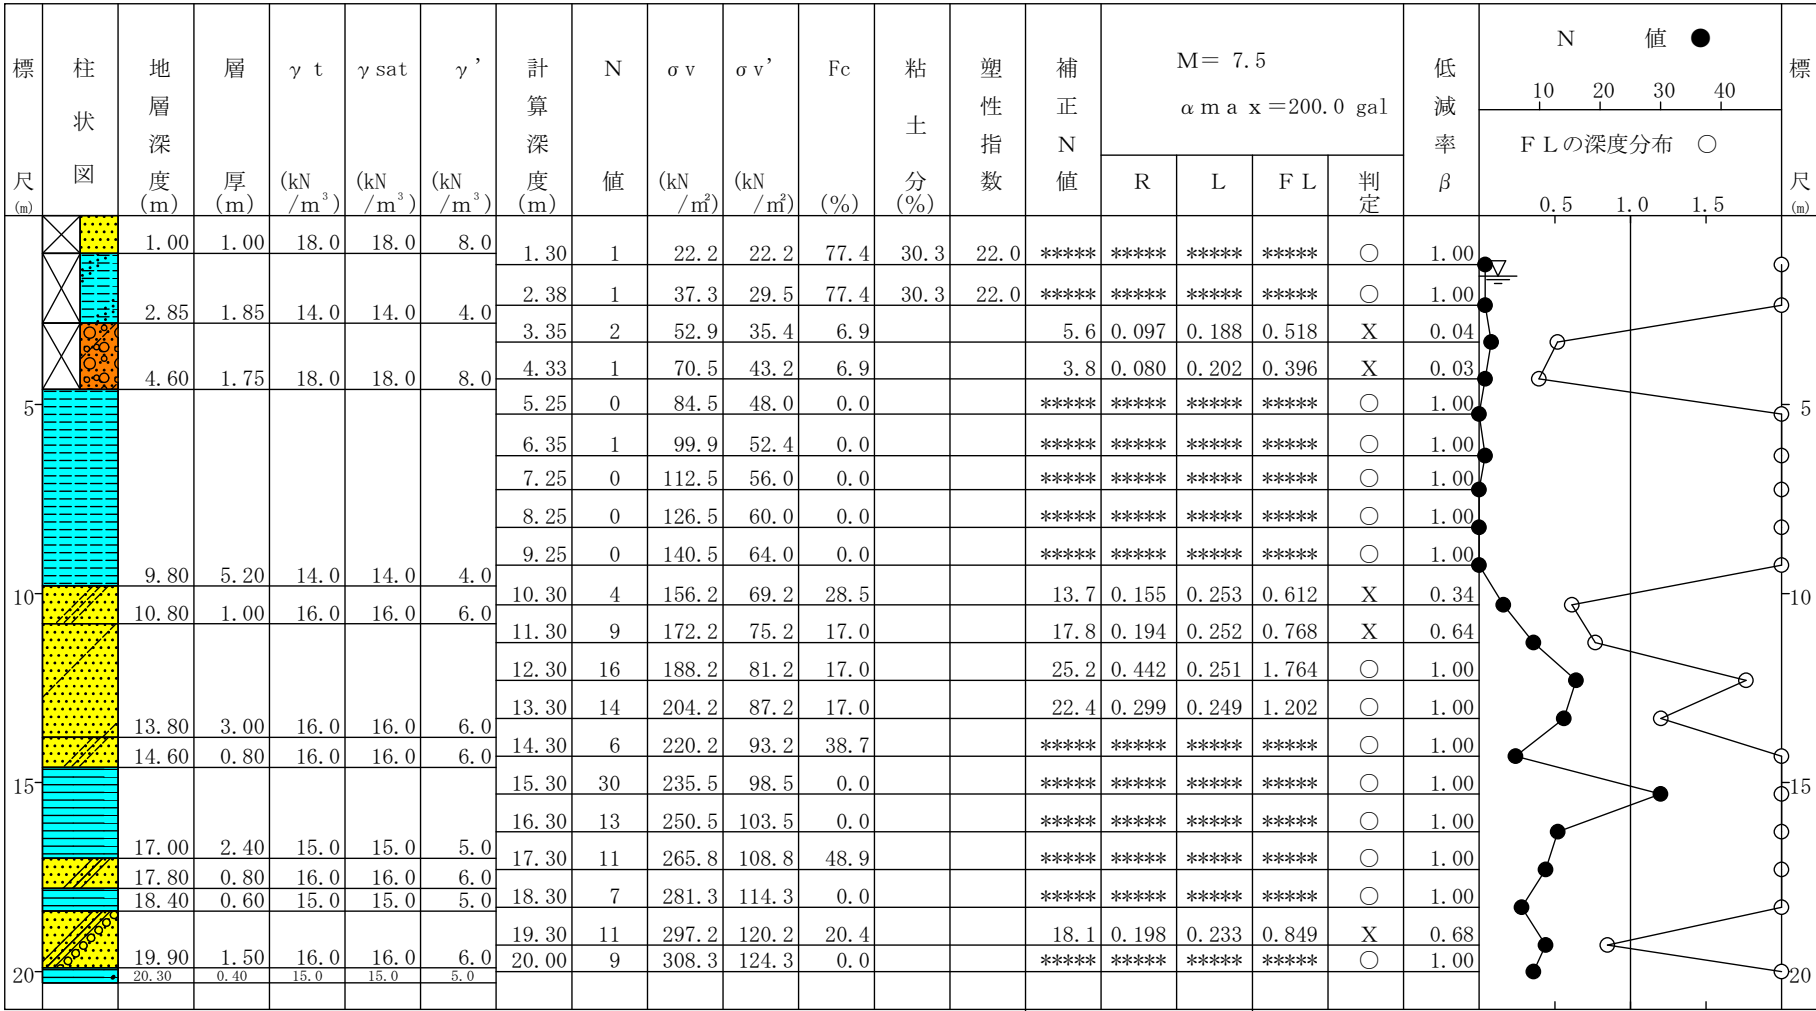 標尺(m) 柱状図 地層深度(m) 層厚(m) γt(kN/m³) γsat(kN/m³) γ'(kN/m³) 計算深度(m) N値 σv(kN/㎡) σv'(kN/㎡) Fc(%) 粘土分(%) 塑性指数 補正N値 M= 7.5 低減率β N 値 ● 標尺(m)
αmax=200.0 gal
10 20 30 40
FLの深度分布 ○
R L FL 判定
0.5 1.0 1.5
1.00 1.00 18.0 18.0 8.0
1.30 1 22.2 22.2 77.4 30.3 22.0 ***** ***** ***** ***** ○ 1.00
2.38 1 37.3 29.5 77.4 30.3 22.0 ***** ***** ***** ***** ○ 1.00
2.85 1.85 14.0 14.0 4.0
3.35 2 52.9 35.4 6.9 5.6 0.097 0.188 0.518 X 0.04
4.33 1 70.5 43.2 6.9 3.8 0.080 0.202 0.396 X 0.03
4.60 1.75 18.0 18.0 8.0
5 5.25 0 84.5 48.0 0.0 ***** ***** ***** ***** ○ 1.00 5
6.35 1 99.9 52.4 0.0 ***** ***** ***** ***** ○ 1.00
7.25 0 112.5 56.0 0.0 ***** ***** ***** ***** ○ 1.00
8.25 0 126.5 60.0 0.0 ***** ***** ***** ***** ○ 1.00
9.25 0 140.5 64.0 0.0 ***** ***** ***** ***** ○ 1.00
9.80 5.20 14.0 14.0 4.0
10 10.30 4 156.2 69.2 28.5 13.7 0.155 0.253 0.612 X 0.34 10
10.80 1.00 16.0 16.0 6.0
11.30 9 172.2 75.2 17.0 17.8 0.194 0.252 0.768 X 0.64
12.30 16 188.2 81.2 17.0 25.2 0.442 0.251 1.764 ○ 1.00
13.30 14 204.2 87.2 17.0 22.4 0.299 0.249 1.202 ○ 1.00
13.80 3.00 16.0 16.0 6.0
14.30 6 220.2 93.2 38.7 ***** ***** ***** ***** ○ 1.00
14.60 0.80 16.0 16.0 6.0
15 15.30 30 235.5 98.5 0.0 ***** ***** ***** ***** ○ 1.00 15
16.30 13 250.5 103.5 0.0 ***** ***** ***** ***** ○ 1.00
17.00 2.40 15.0 15.0 5.0
17.30 11 265.8 108.8 48.9 ***** ***** ***** ***** ○ 1.00
17.80 0.80 16.0 16.0 6.0
18.40 0.60 15.0 15.0 5.0
18.30 7 281.3 114.3 0.0 ***** ***** ***** ***** ○ 1.00
19.30 11 297.2 120.2 20.4 18.1 0.198 0.233 0.849 X 0.68
19.90 1.50 16.0 16.0 6.0
20.00 9 308.3 124.3 0.0 ***** ***** ***** ***** ○ 1.00
20 20.30 0.40 15.0 15.0 5.0 20